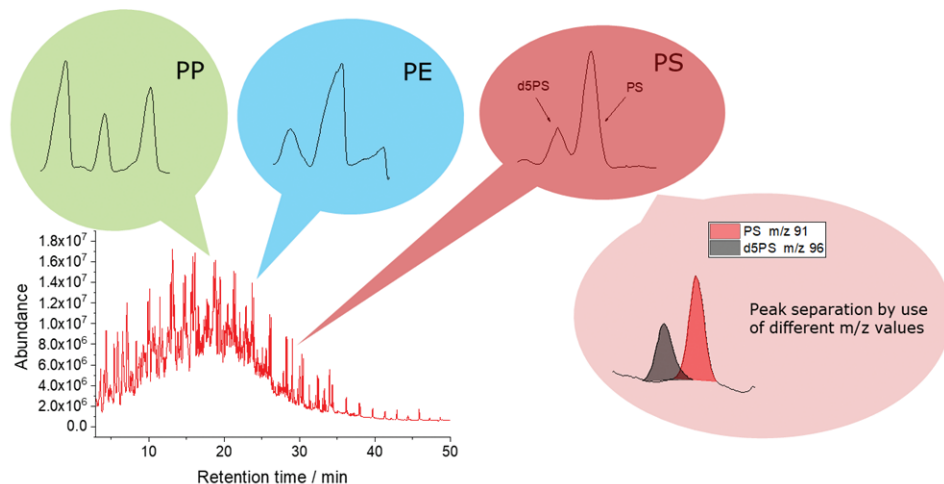 PP
PE
PS
d5PS
PS
PS m/z 91
d5PS m/z 96
Peak separation by use
of different m/z values
1.8x10⁷
1.6x10⁷
1.4x10⁷
1.2x10⁷
1.0x10⁷
8.0x10⁶
6.0x10⁶
4.0x10⁶
2.0x10⁶
0.0
Abundance
10
20
30
40
50
Retention time / min